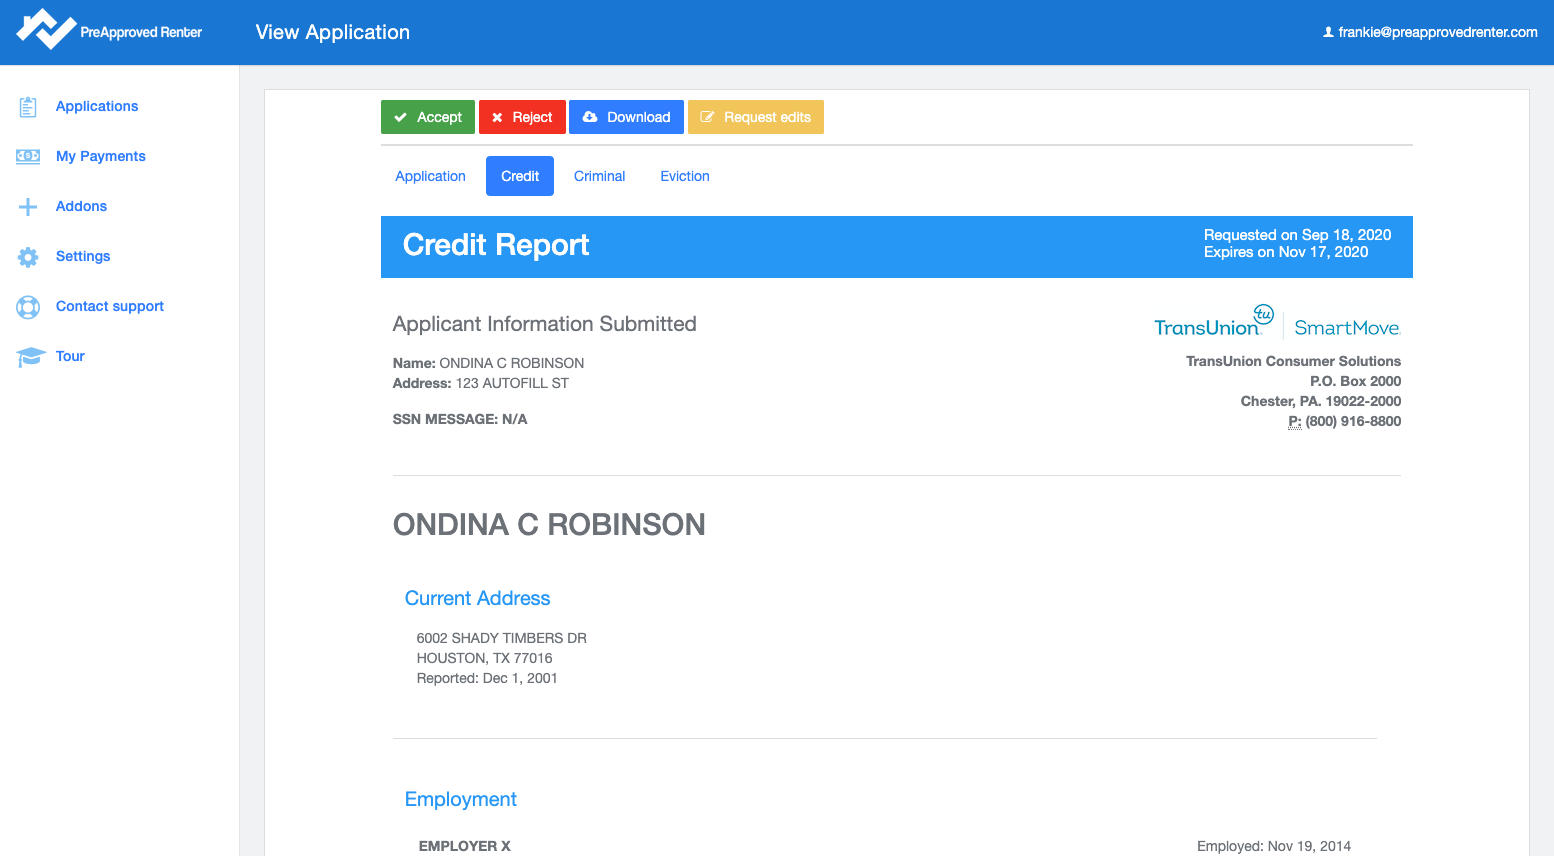 PreApproved Renter
View Application
frankie@preapprovedrenter.com
Applications
My Payments
Addons
Settings
Contact support
Tour
Accept
Reject
Download
Request edits
Application
Credit
Criminal
Eviction
Credit Report
Requested on Sep 18, 2020
Expires on Nov 17, 2020
Applicant Information Submitted
Name: ONDINA C ROBINSON
Address: 123 AUTOFILL ST
SSN MESSAGE: N/A
TransUnion tu SmartMove
TransUnion Consumer Solutions
P.O. Box 2000
Chester, PA. 19022-2000
P: (800) 916-8800
ONDINA C ROBINSON
Current Address
6002 SHADY TIMBERS DR
HOUSTON, TX 77016
Reported: Dec 1, 2001
Employment
EMPLOYER X
Employed: Nov 19, 2014